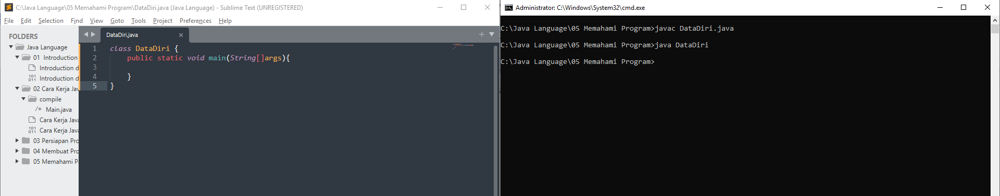 C:\Java Language\05 Memahami Program\DataDiri.java (Java Language) - Sublime Text (UNREGISTERED)
File Edit Selection Find View Goto Tools Project Preferences Help
FOLDERS
Java Language
01 Introduction
Introduction d
Introduction d
02 Cara Kerja Jav
compile
/* Main.java
Cara Kerja Java
Cara Kerja Java
03 Persiapan Pro
04 Membuat Pro
05 Memahami P
DataDiri.java
1 class DataDiri {
2 public static void main(String[]args){
3
4 }
5 }
Administrator: C:\Windows\System32\cmd.exe
C:\Java Language\05 Memahami Program>javac DataDiri.java
C:\Java Language\05 Memahami Program>java DataDiri
C:\Java Language\05 Memahami Program>